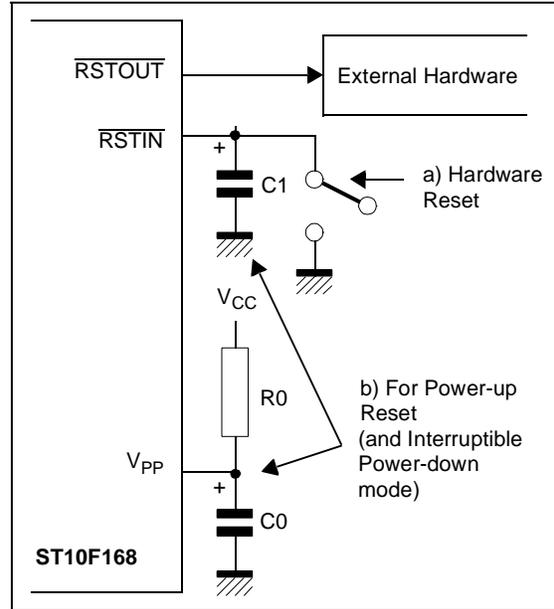 RSTOUT
External Hardware
RSTIN
+
C1
a) Hardware
Reset
VCC
R0
b) For Power-up
Reset
(and Interruptible
Power-down
mode)
VPP
+
C0
ST10F168